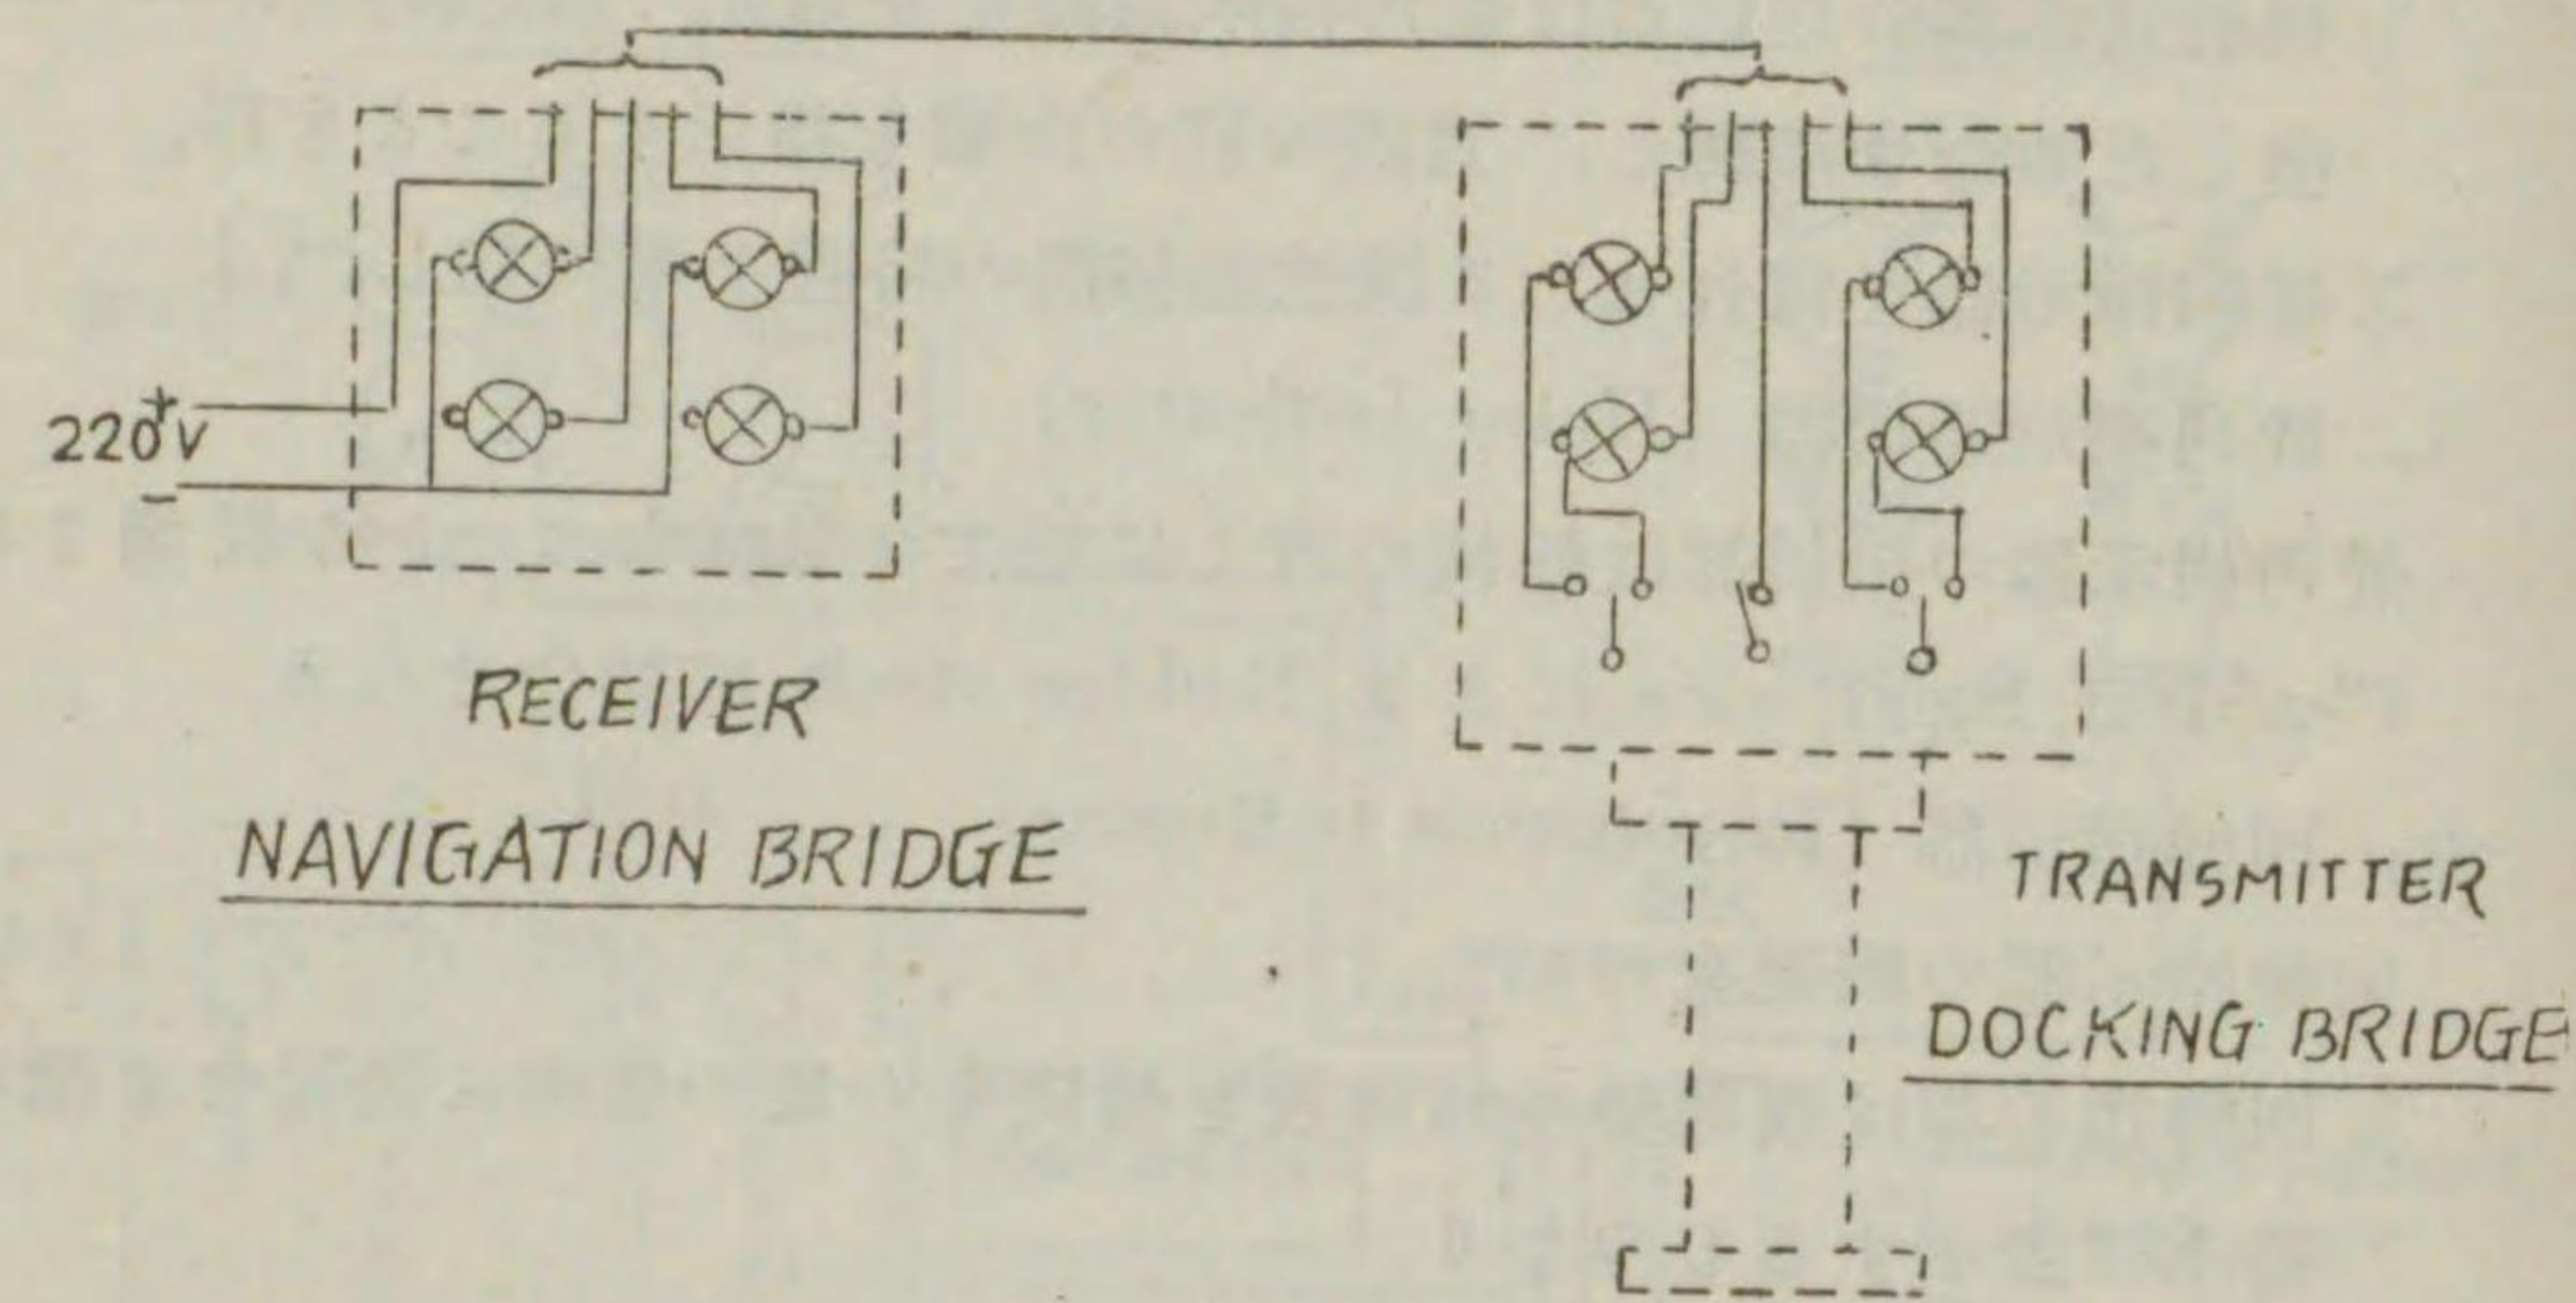 +
220V
-
RECEIVER
NAVIGATION BRIDGE
TRANSMITTER
DOCKING BRIDGE